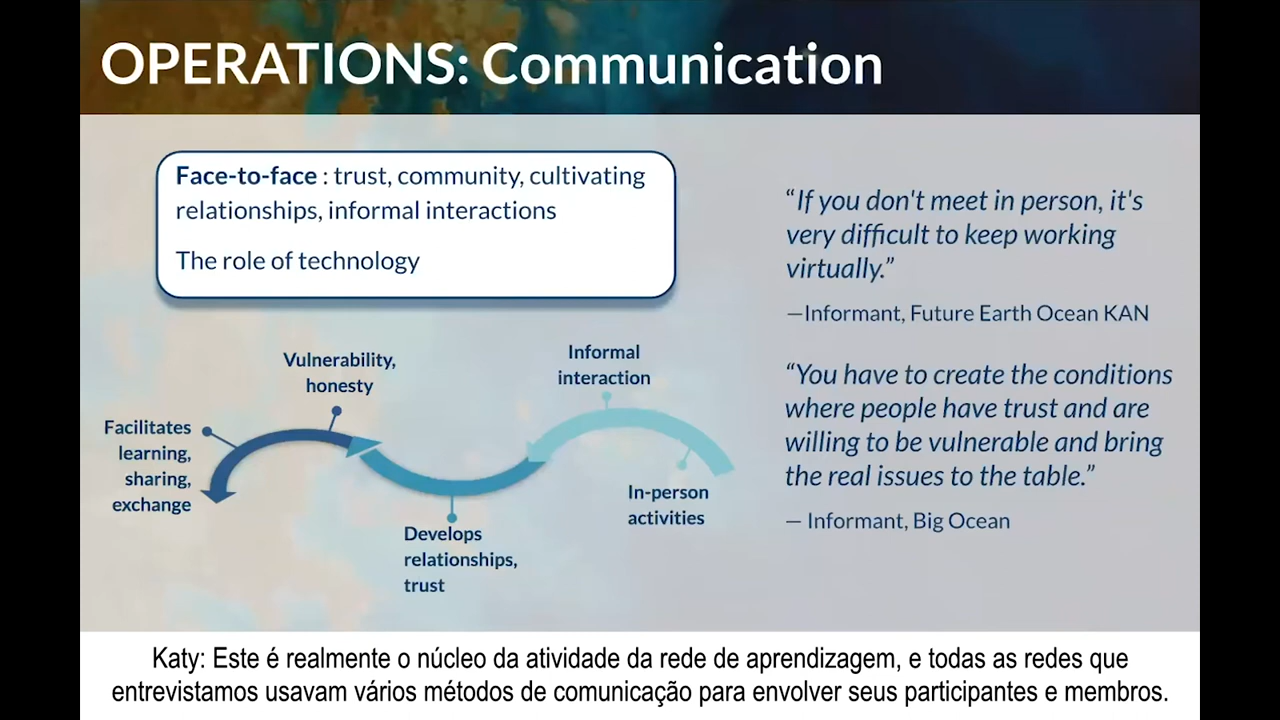 OPERATIONS: Communication
Face-to-face : trust, community, cultivating
relationships, informal interactions
The role of technology
Facilitates
learning,
sharing,
exchange
Vulnerability,
honesty
Develops
relationships,
trust
Informal
interaction
In-person
activities
“If you don't meet in person, it's
very difficult to keep working
virtually.”
—Informant, Future Earth Ocean KAN
“You have to create the conditions
where people have trust and are
willing to be vulnerable and bring
the real issues to the table.”
— Informant, Big Ocean
Katy: Este é realmente o núcleo da atividade da rede de aprendizagem, e todas as redes que
entrevistamos usavam vários métodos de comunicação para envolver seus participantes e membros.